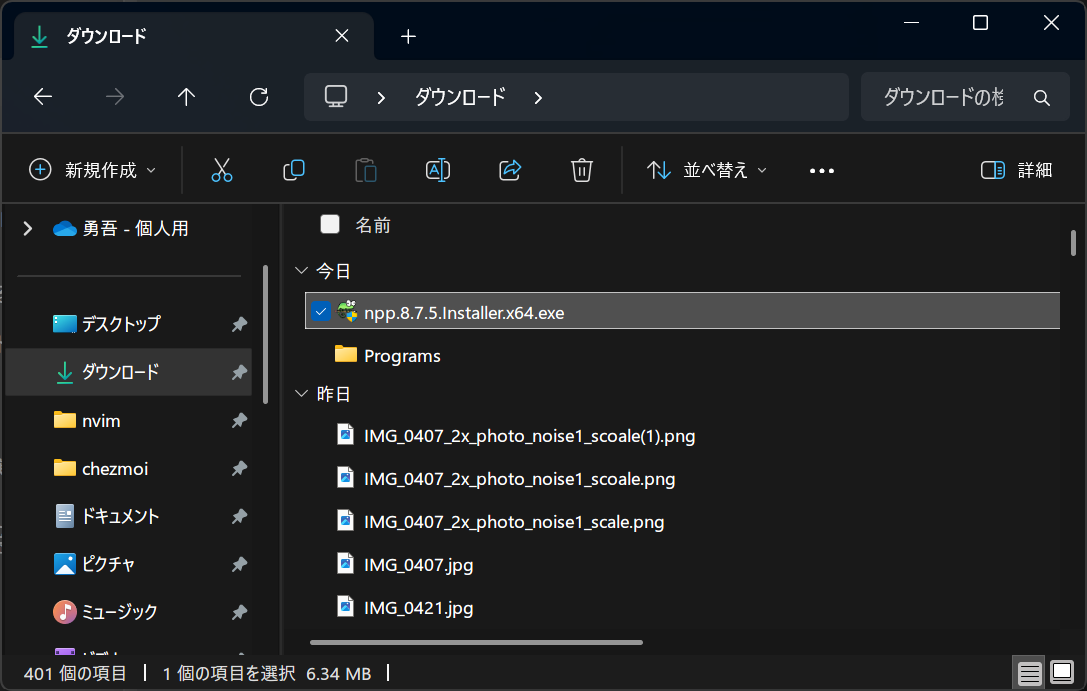 ダウンロード
ダウンロード
ダウンロードの検
新規作成
並べ替え
詳細
勇吾 - 個人用
デスクトップ
ダウンロード
nvim
chezmoi
ドキュメント
ピクチャ
ミュージック
名前
今日
npp.8.7.5.Installer.x64.exe
Programs
昨日
IMG_0407_2x_photo_noise1_scoale(1).png
IMG_0407_2x_photo_noise1_scoale.png
IMG_0407_2x_photo_noise1_scale.png
IMG_0407.jpg
IMG_0421.jpg
401 個の項目
1 個の項目を選択 6.34 MB